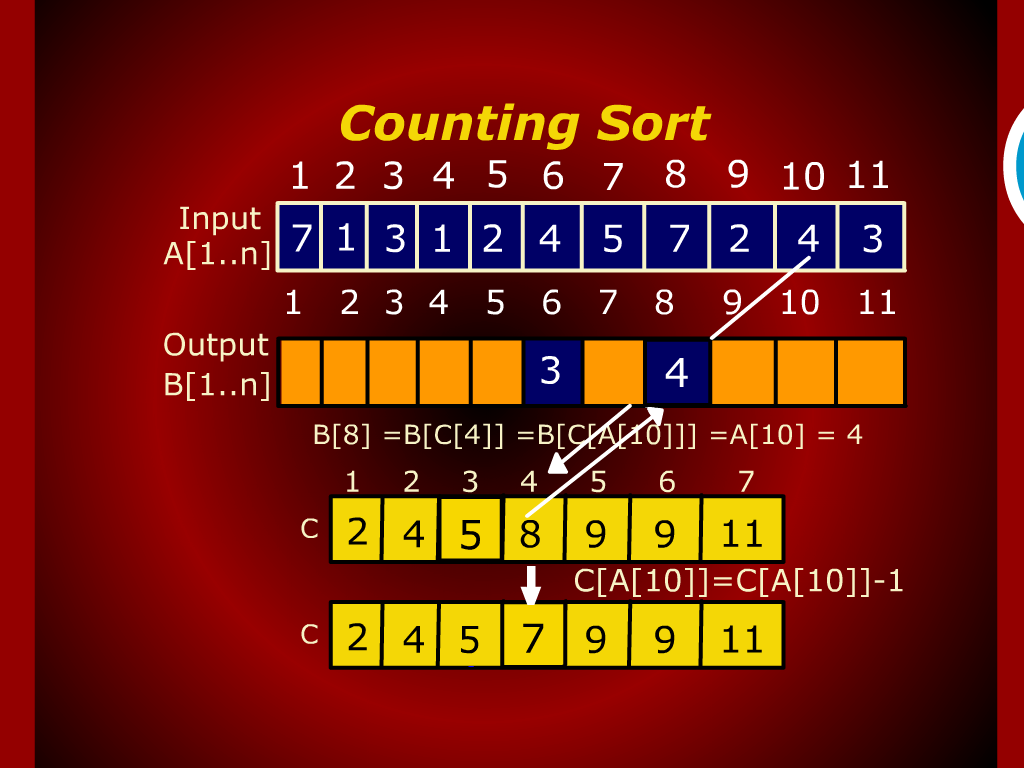 Counting Sort
1 2 3 4 5 6 7 8 9 10 11
Input
A[1..n]
7 1 3 1 2 4 5 7 2 4 3
1 2 3 4 5 6 7 8 9 10 11
Output
B[1..n]
3 4
B[8] =B[C[4]] =B[C[A[10]]] =A[10] = 4
1 2 3 4 5 6 7
C 2 4 5 8 9 9 11
C[A[10]]=C[A[10]]-1
C 2 4 5 7 9 9 11